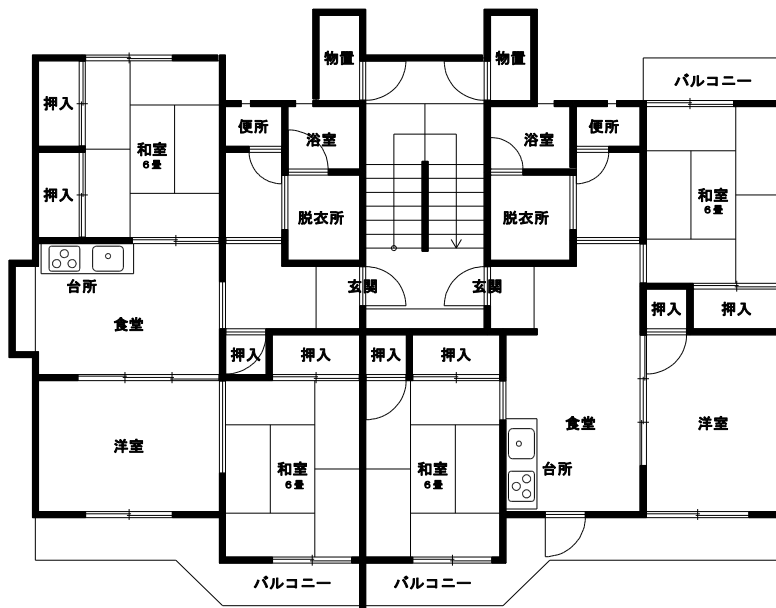 物置
物置
バルコニー
押入
便所
浴室
浴室
便所
和室
6畳
押入
和室
6畳
脱衣所
脱衣所
台所
玄関
玄関
食堂
押入
押入
押入
押入
押入
押入
洋室
食堂
洋室
和室
6畳
和室
6畳
台所
バルコニー
バルコニー